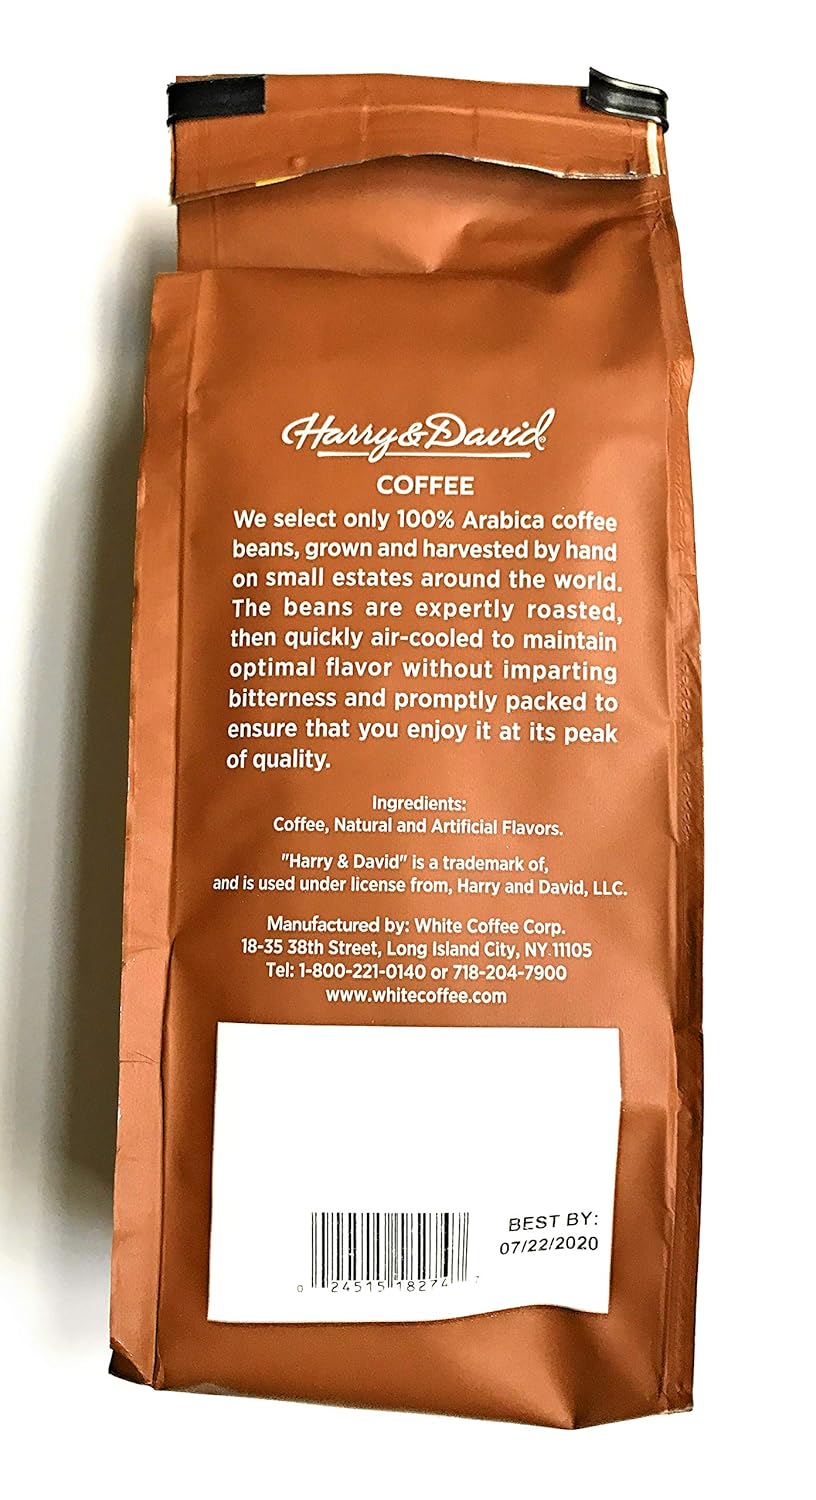 Harry & David®
COFFEE
We select only 100% Arabica coffee
beans, grown and harvested by hand
on small estates around the world.
The beans are expertly roasted,
then quickly air-cooled to maintain
optimal flavor without imparting
bitterness and promptly packed to
ensure that you enjoy it at its peak
of quality.
Ingredients:
Coffee, Natural and Artificial Flavors.
"Harry & David" is a trademark of,
and is used under license from, Harry and David, LLC.
Manufactured by: White Coffee Corp.
18-35 38th Street, Long Island City, NY 11105
Tel: 1-800-221-0140 or 718-204-7900
www.whitecoffee.com
BEST BY:
07/22/2020
0 24515 18274 7